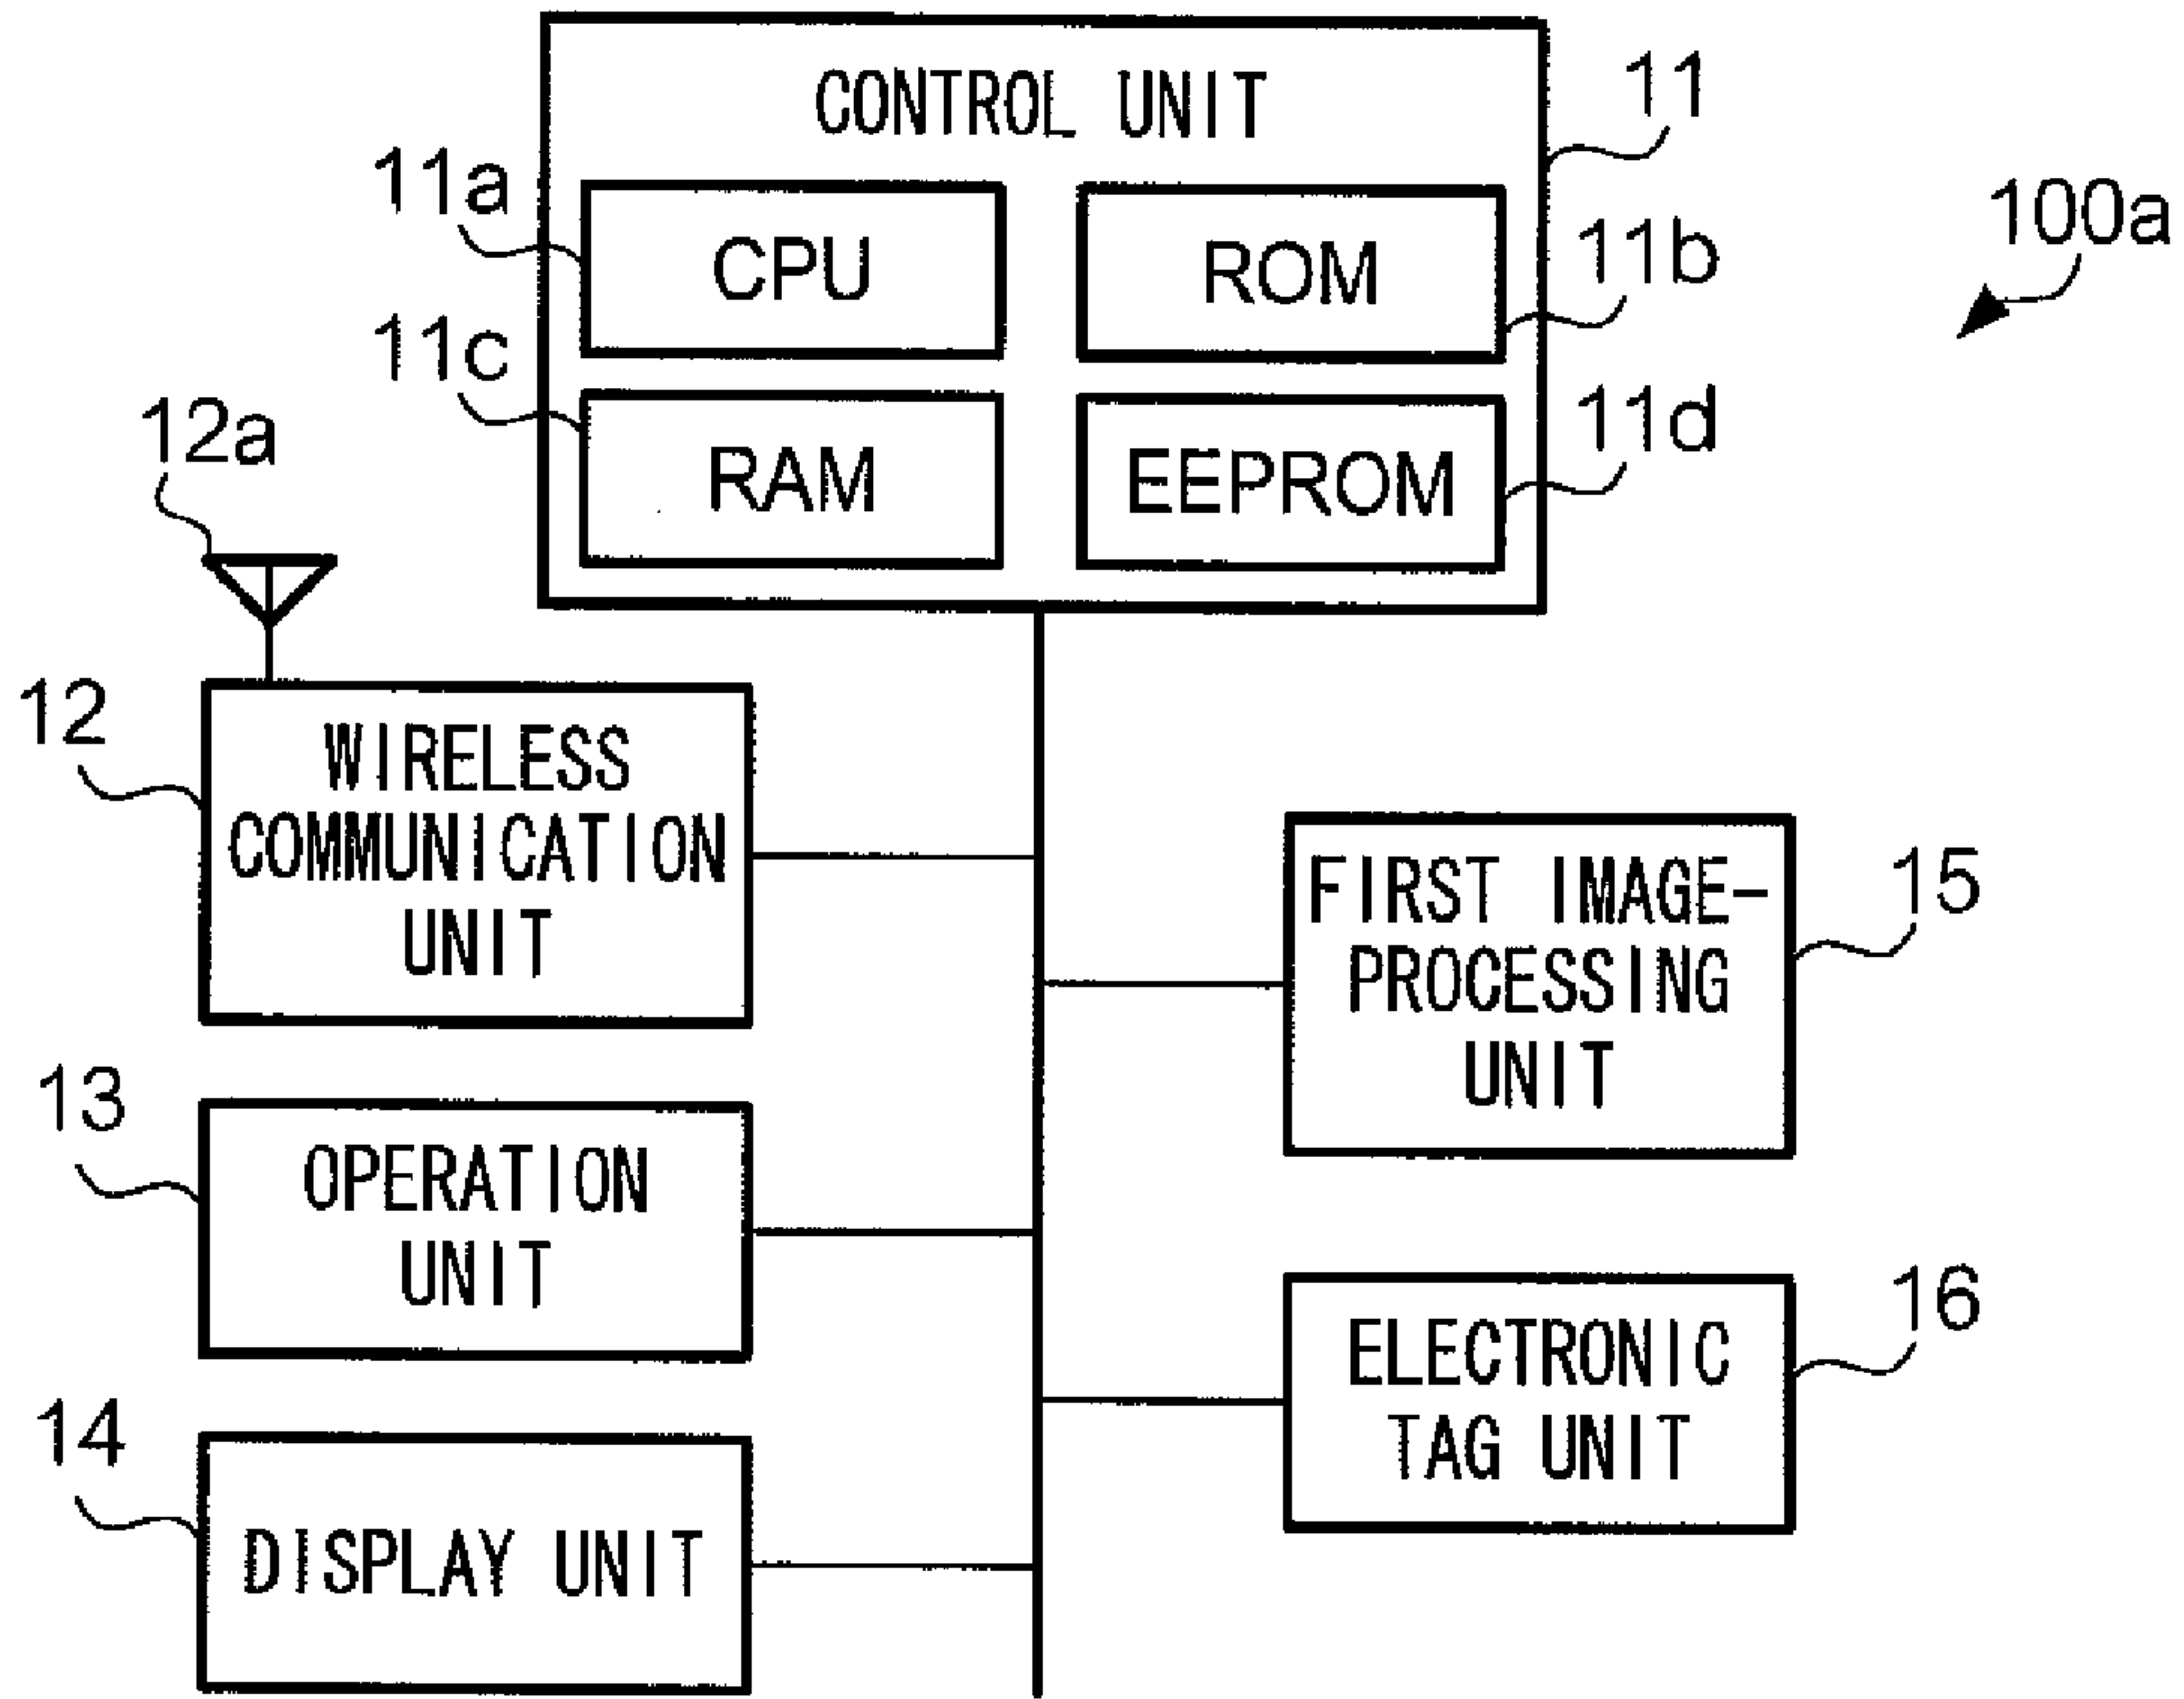 CONTROL UNIT
11
11a
CPU
ROM
11b
100a
11c
RAM
EEPROM
11d
12a
12
WIRELESS
COMMUNICATION
UNIT
FIRST IMAGE-
PROCESSING
UNIT
15
13
OPERATION
UNIT
ELECTRONIC
TAG UNIT
16
14
DISPLAY UNIT